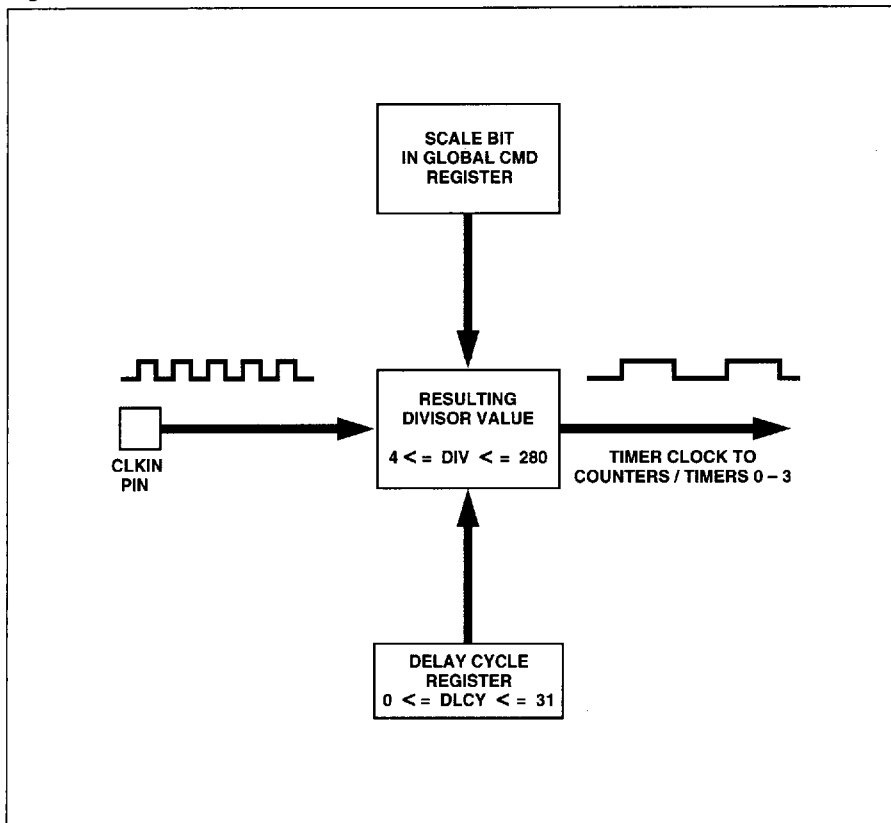 SCALE BIT
IN GLOBAL CMD
REGISTER
RESULTING
DIVISOR VALUE
4 <= DIV <= 280
CLKIN
PIN
TIMER CLOCK TO
COUNTERS / TIMERS 0 – 3
DELAY CYCLE
REGISTER
0 <= DLCY <= 31